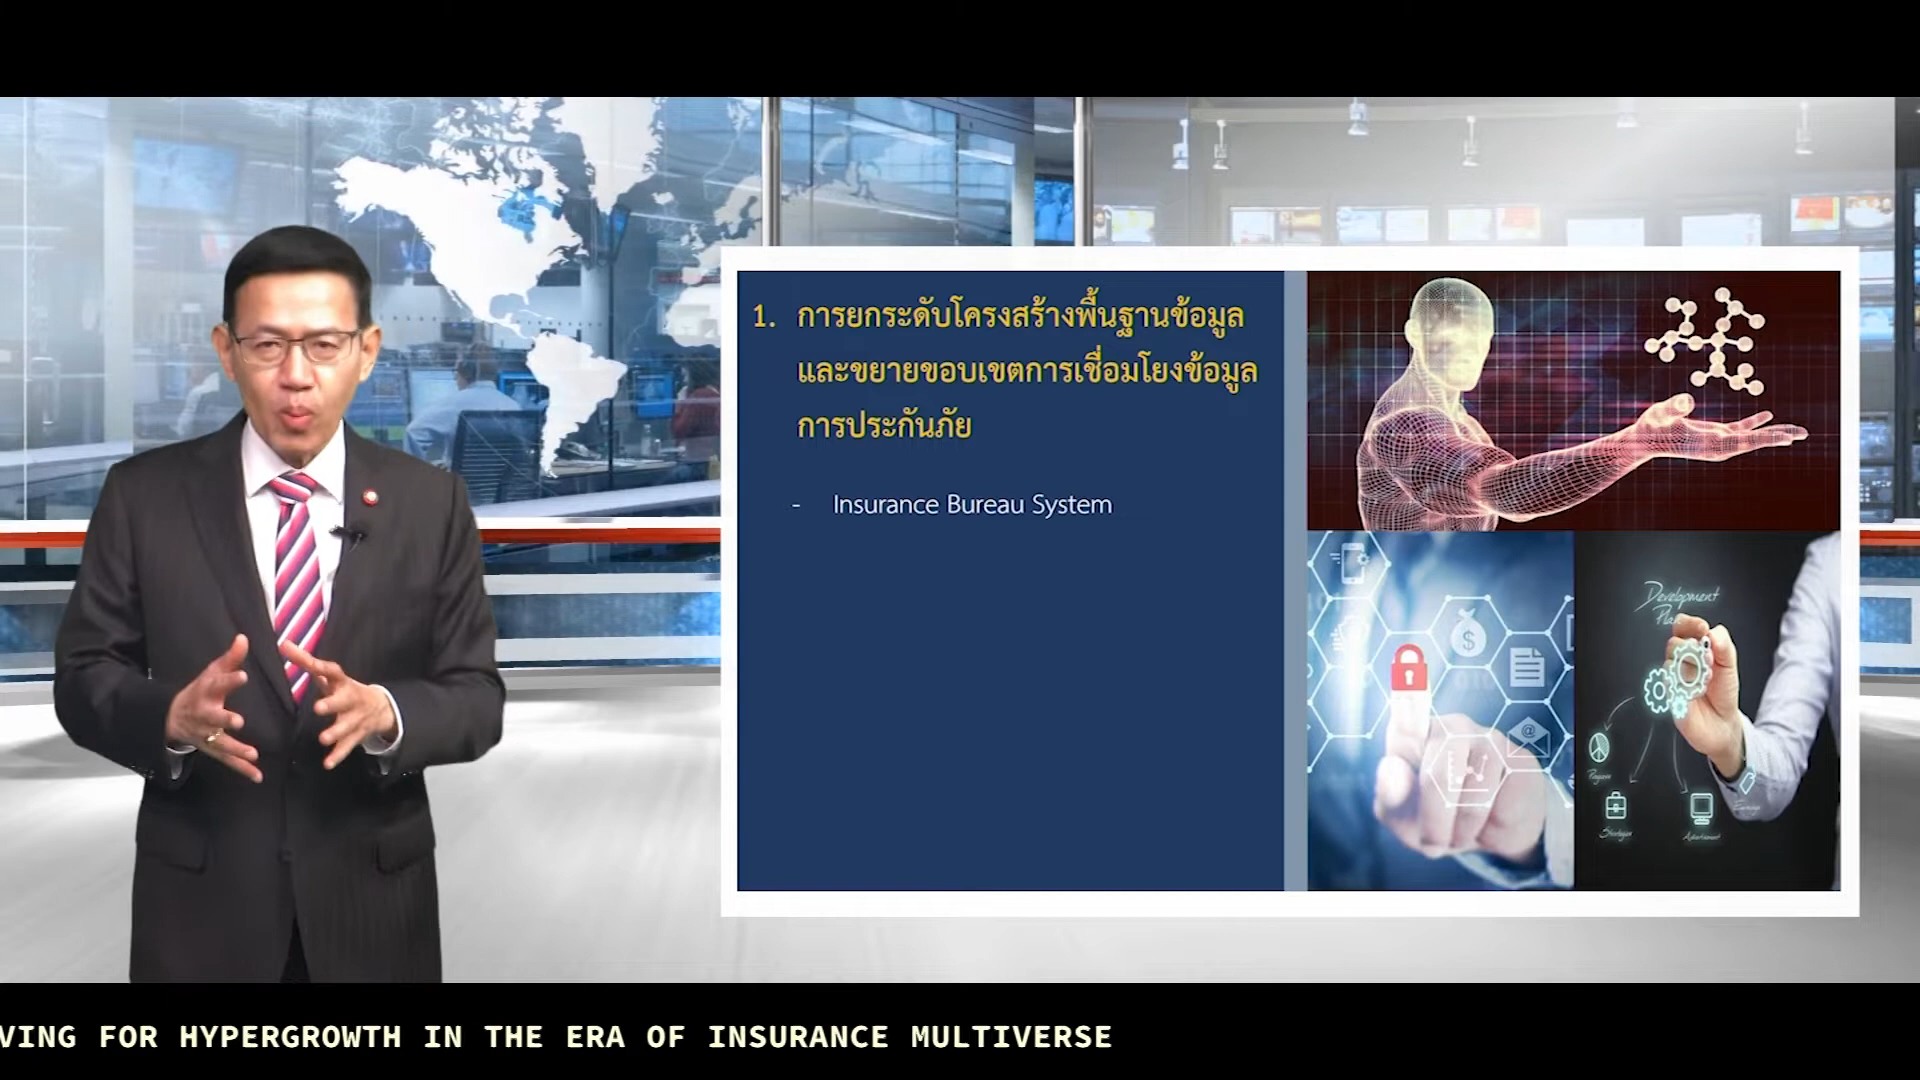 1. การยกระดับโครงสร้างพื้นฐานข้อมูล
และขยายขอบเขตการเชื่อมโยงข้อมูล
การประกันภัย
- Insurance Bureau System
Development
Plan
VING FOR HYPERGROWTH IN THE ERA OF INSURANCE MULTIVERSE